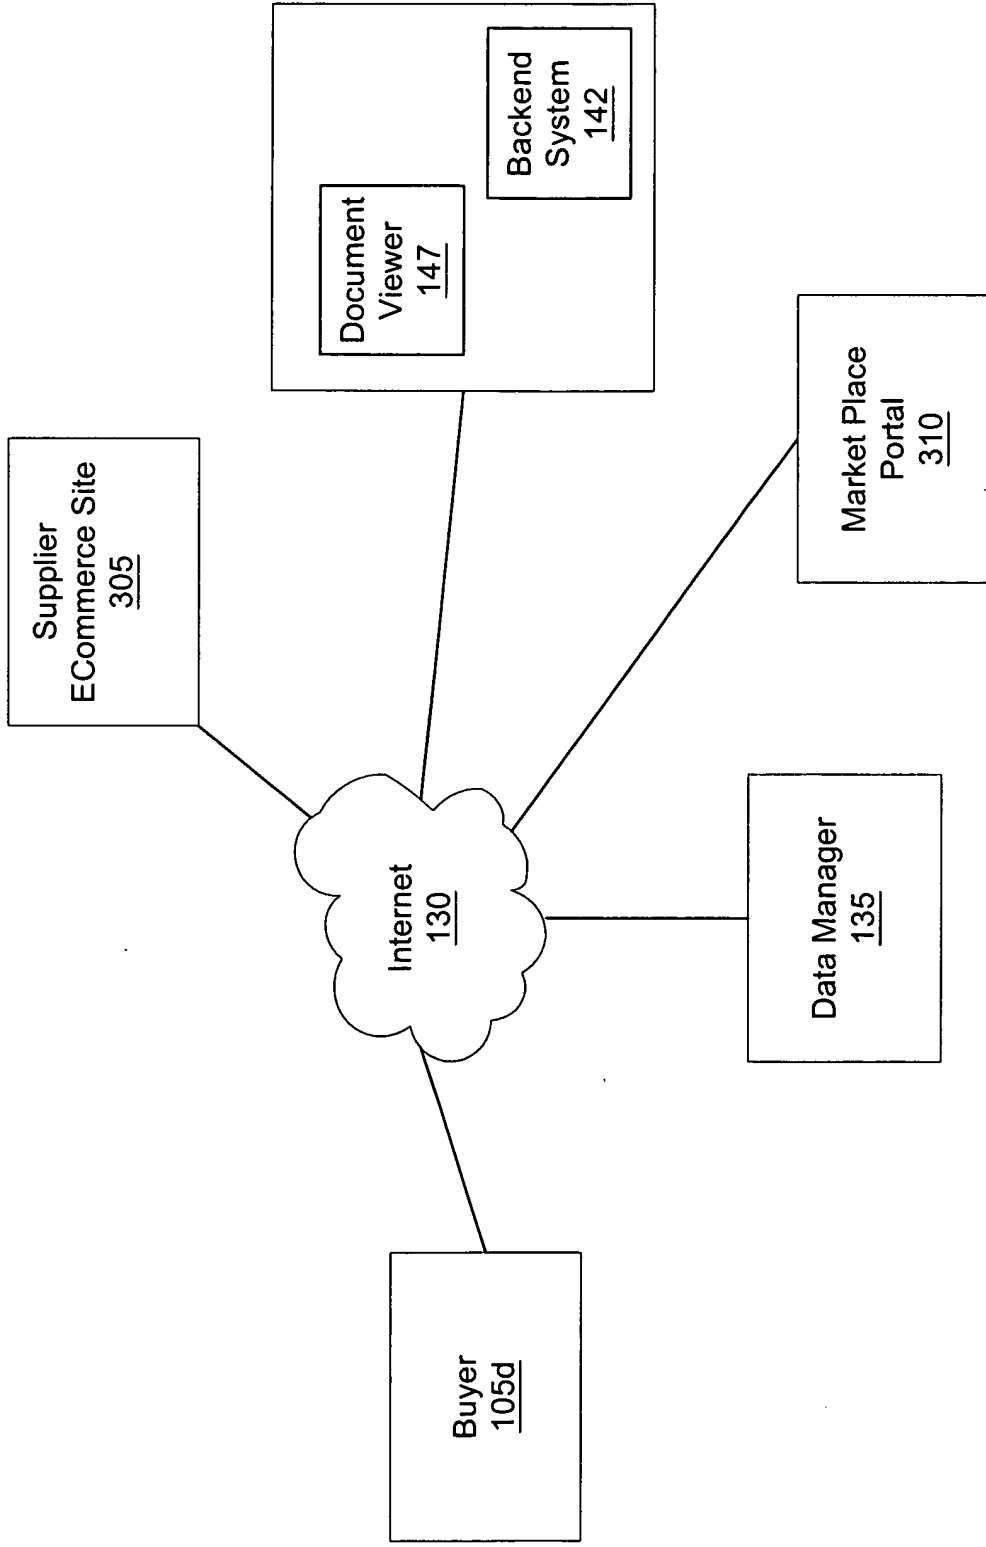 Supplier
ECommerce Site
305
Document
Viewer
147
Backend
System
142
Internet
130
Buyer
105d
Data Manager
135
Market Place
Portal
310